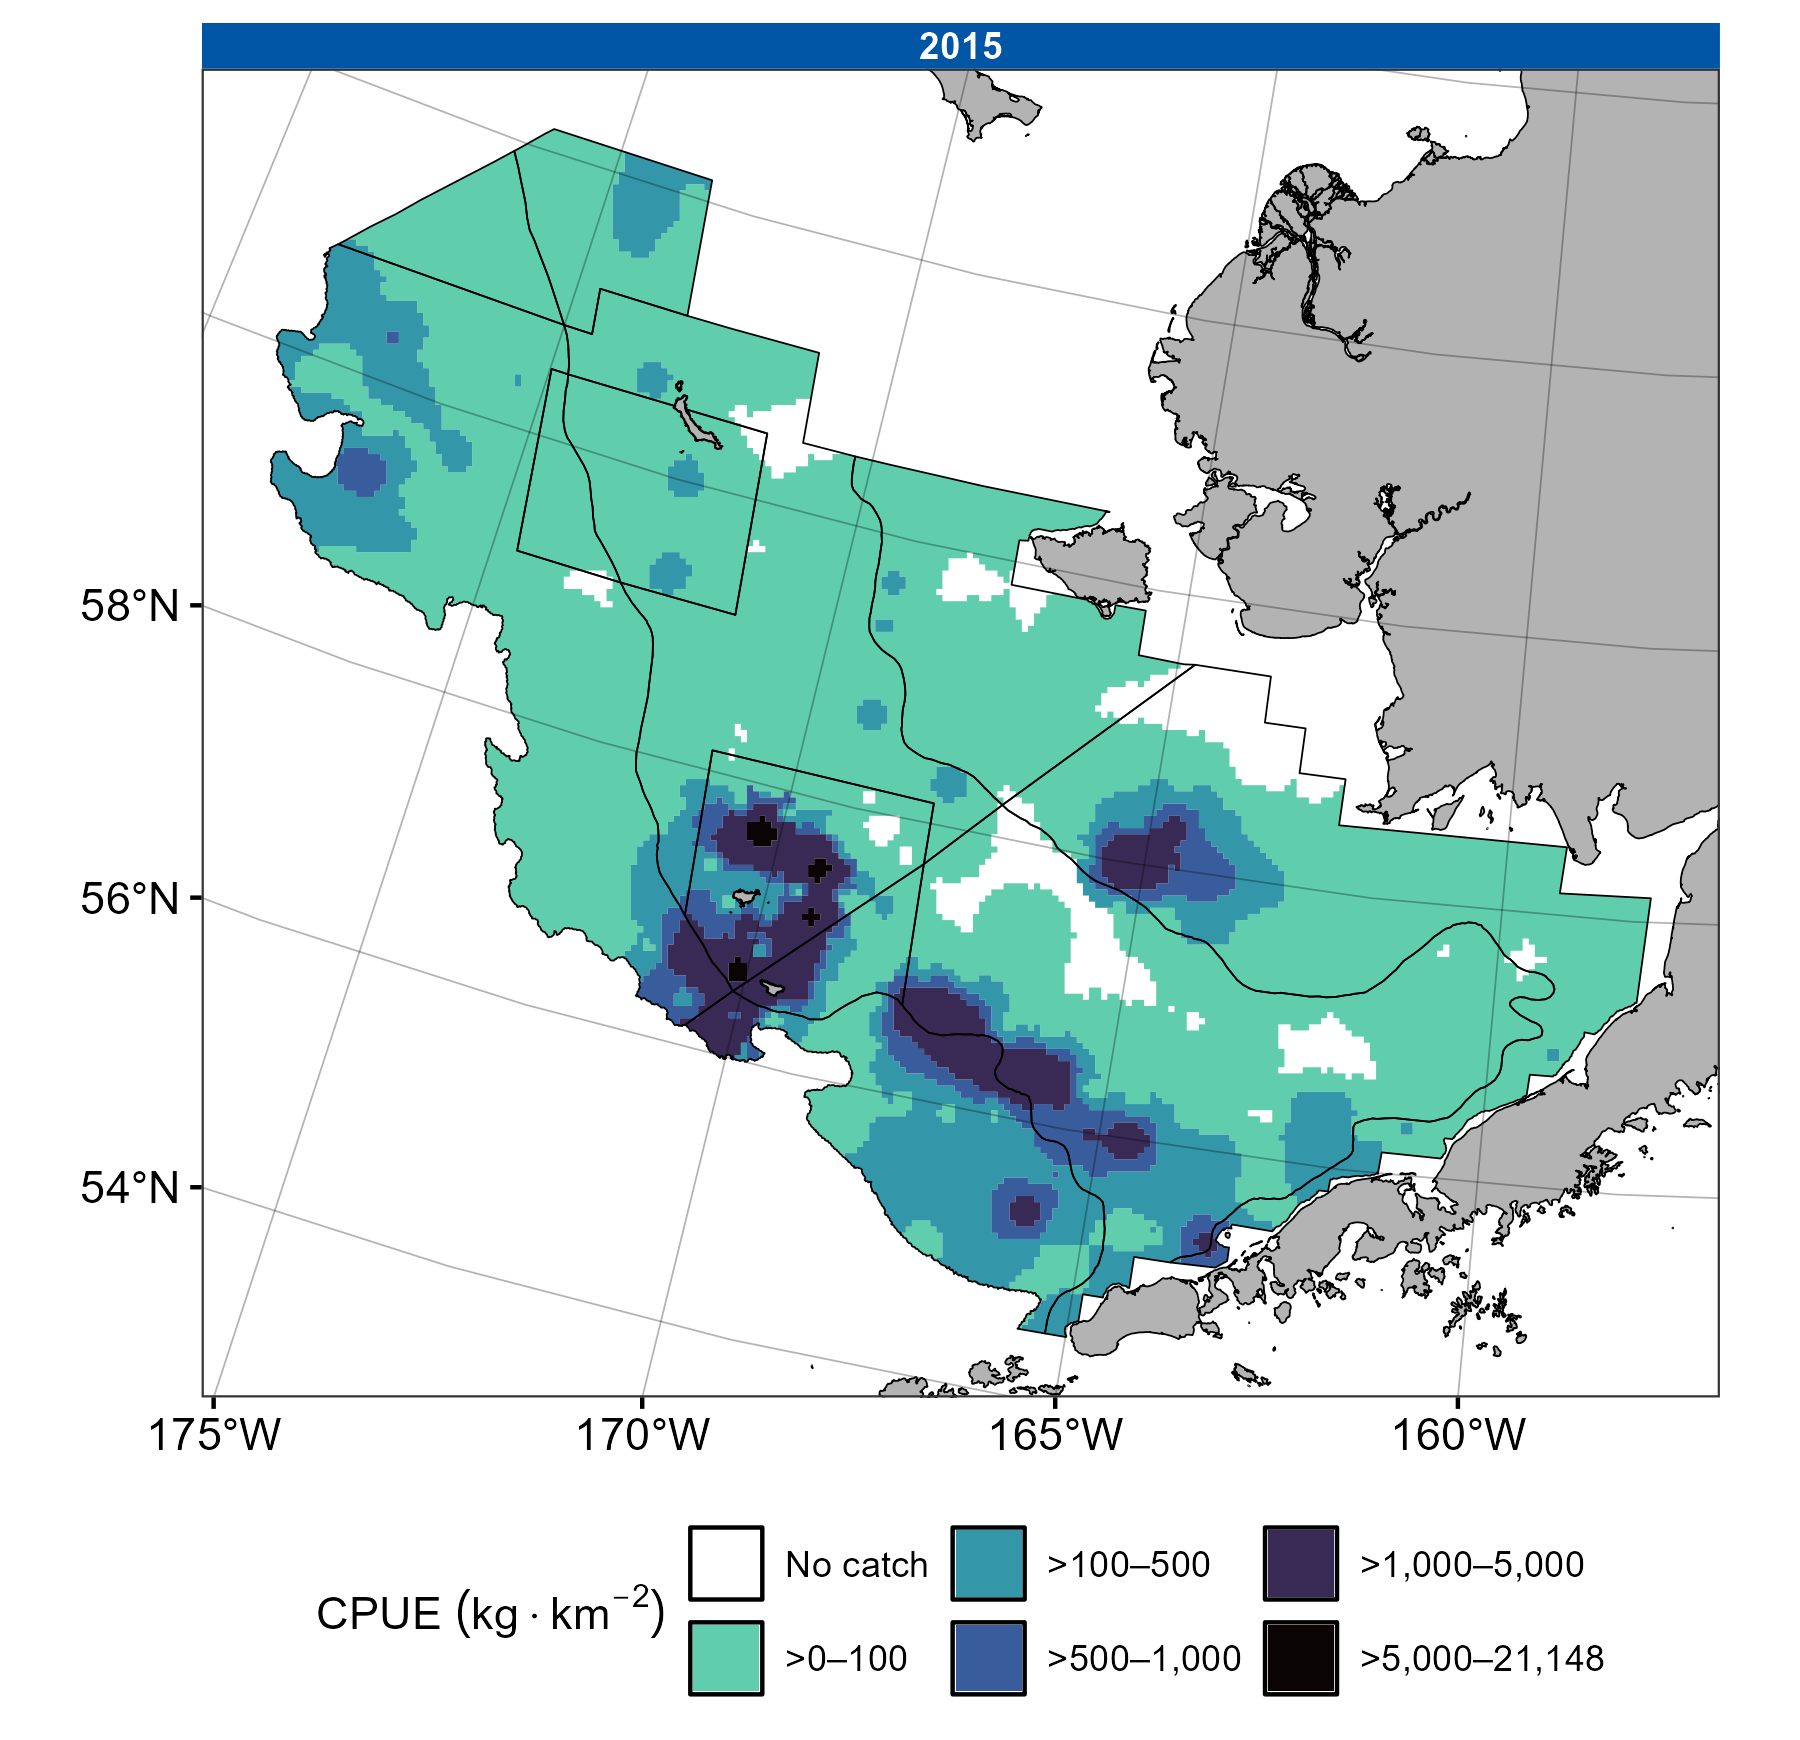 2015
58°N
56°N
54°N
175°W 170°W 165°W 160°W
CPUE (kg · km⁻²)
No catch >100–500 >1,000–5,000
>0–100 >500–1,000 >5,000–21,148